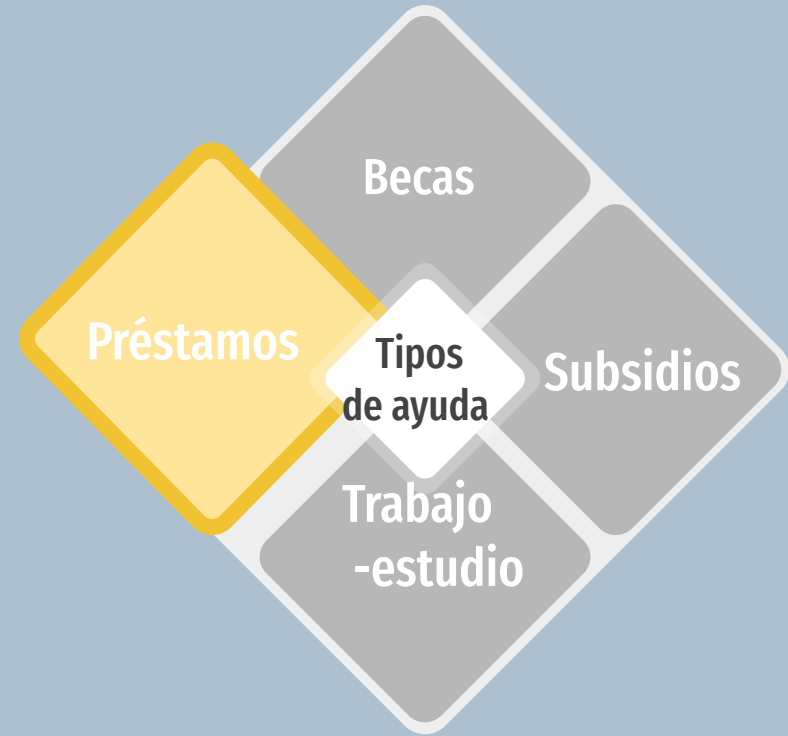 Becas
Préstamos
Tipos
de ayuda
Subsidios
Trabajo
-estudio